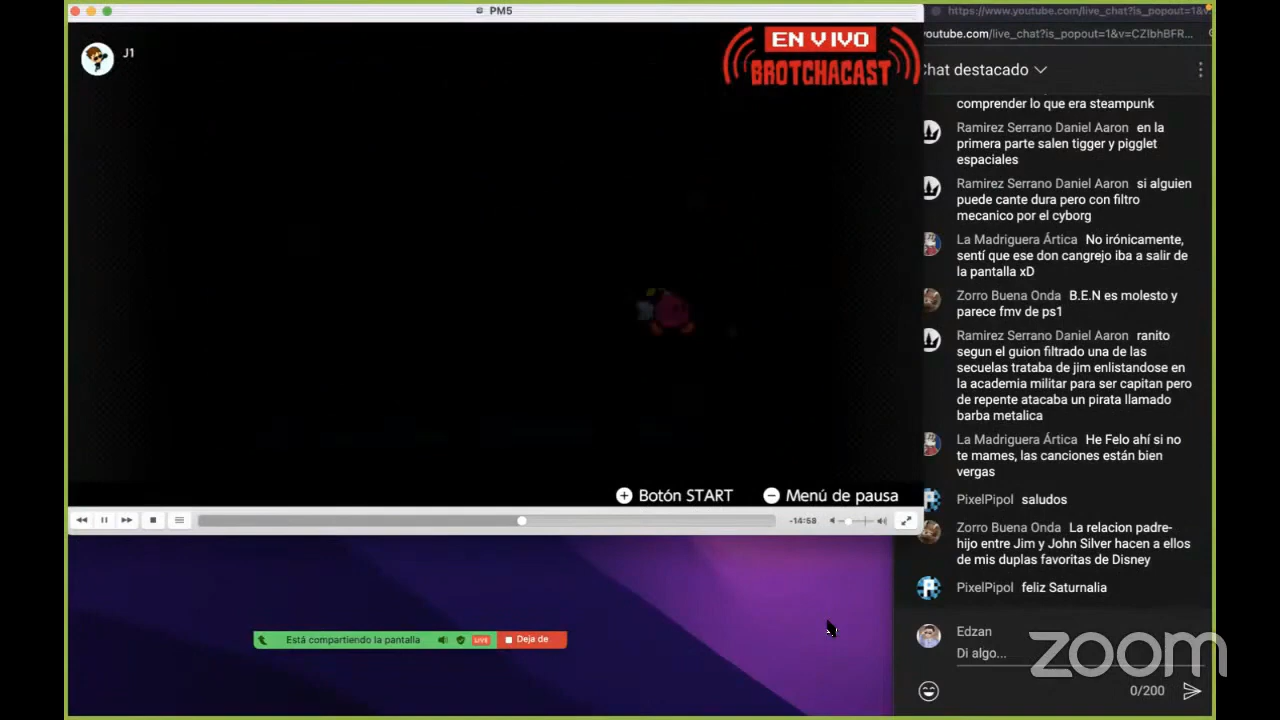 PM5
https://www.youtube.com/live_chat?is_popout=1&v
youtube.com/live_chat?is_popout=1&v=CZlbhBFR...
J1
EN VIVO
BROTCHACAST
Chat destacado
comprender lo que era steampunk
Ramirez Serrano Daniel Aaron en la
primera parte salen tigger y pigglet
espaciales
Ramirez Serrano Daniel Aaron si alguien
puede cante dura pero con filtro
mecanico por el cyborg
La Madriguera Ártica No irónicamente,
sentí que ese don cangrejo iba a salir de
la pantalla xD
Zorro Buena Onda B.E.N es molesto y
parece fmv de ps1
Ramirez Serrano Daniel Aaron ranito
segun el guion filtrado una de las
secuelas trataba de jim enlistandose en
la academia militar para ser capitan pero
de repente atacaba un pirata llamado
barba metalica
La Madriguera Ártica He Felo ahí si no
te mames, las canciones están bien
vergas
PixelPipol saludos
Zorro Buena Onda La relacion padre-
hijo entre Jim y John Silver hacen a ellos
de mis duplas favoritas de Disney
PixelPipol feliz Saturnalia
Edzan
Di algo...
0/200
Botón START
Menú de pausa
-14:58
Está compartiendo la pantalla
LIVE
Deja de
zoom